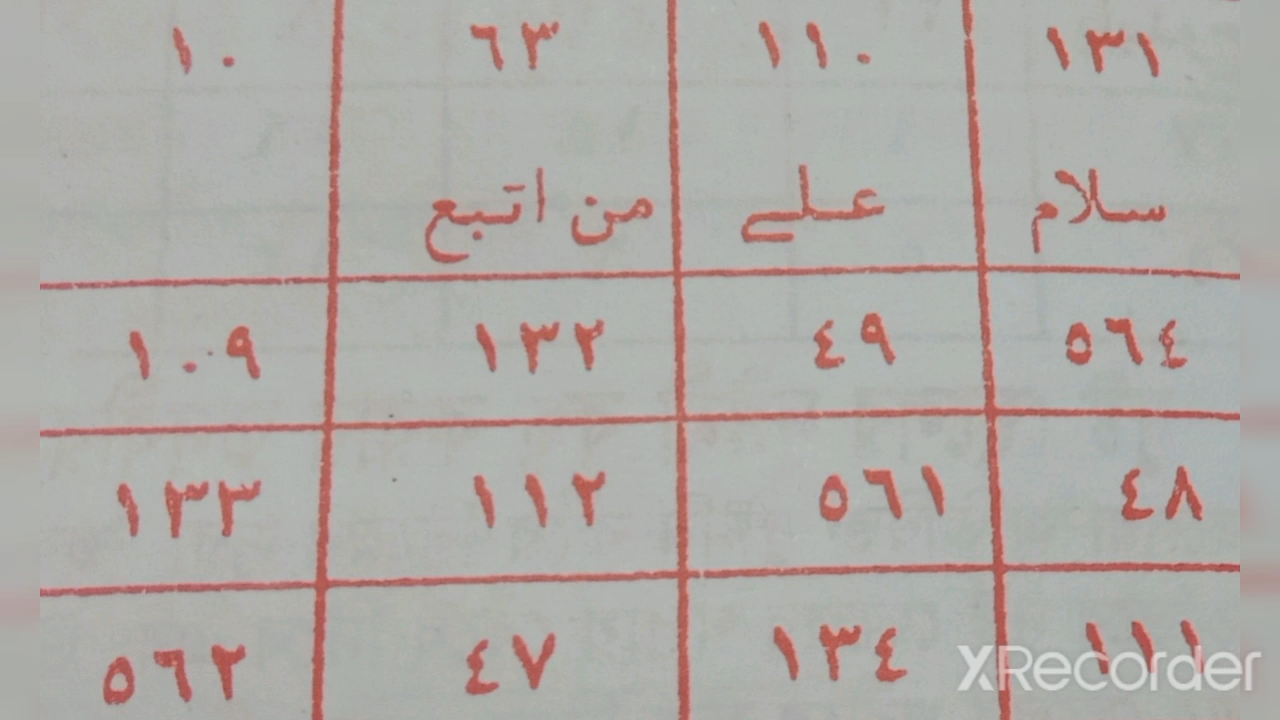 ١٣١ ١١٠ ٦٣ ١٠
سلام على من اتبع
٥٦٤ ٤٩ ١٣٢ ١٠٩
٤٨ ٥٦١ ١١٢ ١٣٣
١١١ ١٣٤ ٤٧ ٥٦٢
XRecorder